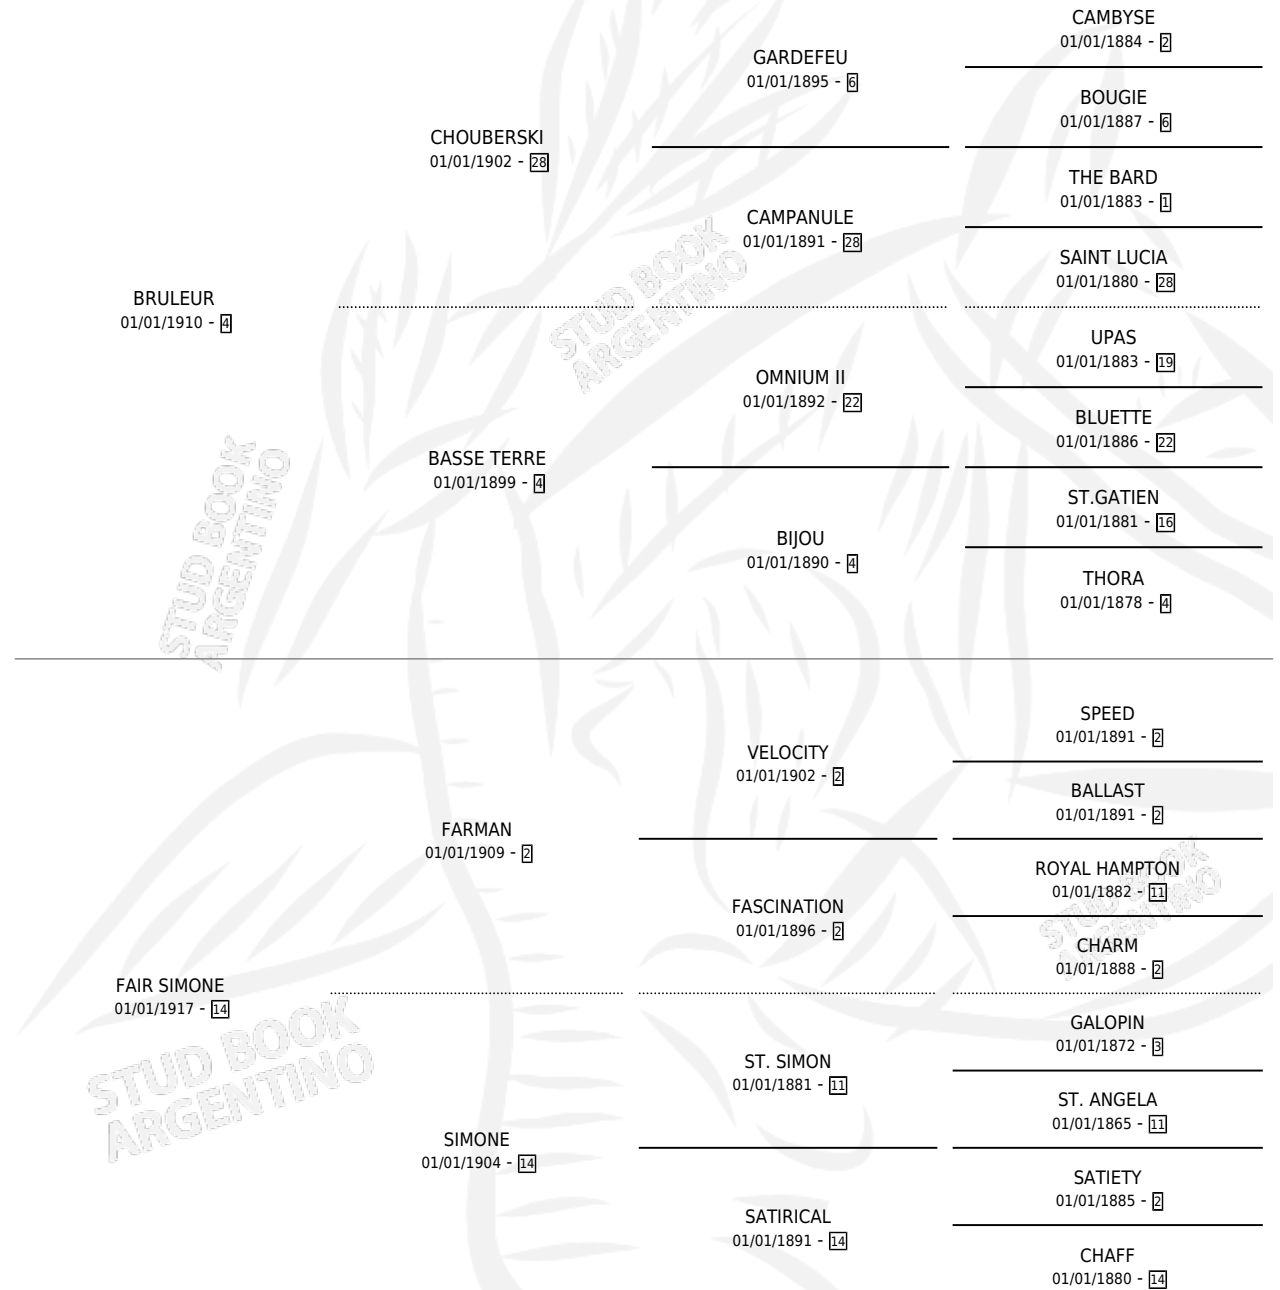 CAMBYSE
01/01/1884 - 2
GARDEFEU
01/01/1895 - 6
BOUGIE
01/01/1887 - 6
CHOUBERSKI
01/01/1902 - 28
THE BARD
01/01/1883 - 1
CAMPANULE
01/01/1891 - 28
SAINT LUCIA
01/01/1880 - 28
STUD BOOK
ARGENTINO
BRULEUR
01/01/1910 - 4
UPAS
01/01/1883 - 19
OMNIUM II
01/01/1892 - 22
BLUETTE
01/01/1886 - 22
BASSE TERRE
01/01/1899 - 4
ST.GATIEN
01/01/1881 - 16
BIJOU
01/01/1890 - 4
THORA
01/01/1878 - 4
STUD BOOK
ARGENTINO
SPEED
01/01/1891 - 2
VELOCITY
01/01/1902 - 2
BALLAST
01/01/1891 - 2
FARMAN
01/01/1909 - 2
ROYAL HAMPTON
01/01/1882 - 11
FASCINATION
01/01/1896 - 2
CHARM
01/01/1888 - 2
STUD BOOK
ARGENTINO
FAIR SIMONE
01/01/1917 - 14
GALOPIN
01/01/1872 - 3
ST. SIMON
01/01/1881 - 11
ST. ANGELA
01/01/1865 - 11
STUD BOOK
ARGENTINO
SIMONE
01/01/1904 - 14
SATIETY
01/01/1885 - 2
SATIRICAL
01/01/1891 - 14
CHAFF
01/01/1880 - 14